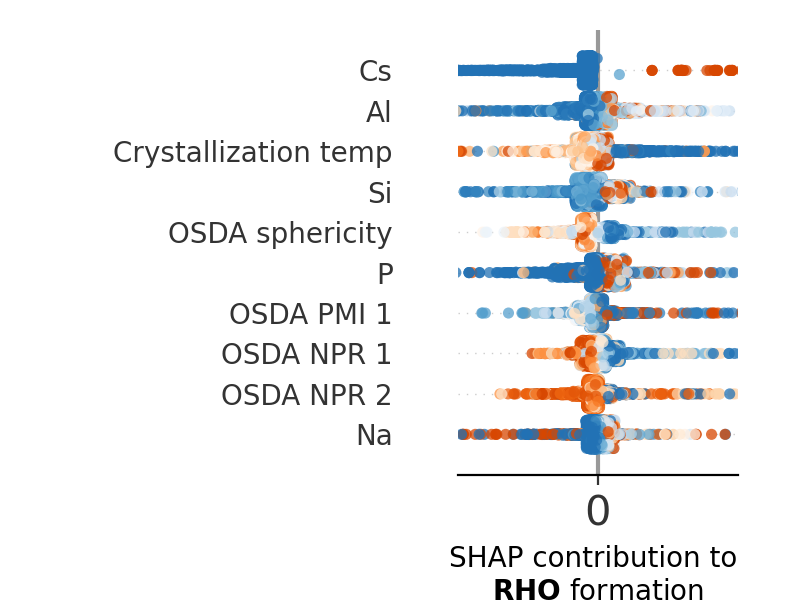 Cs
Al
Crystallization temp
Si
OSDA sphericity
P
OSDA PMI 1
OSDA NPR 1
OSDA NPR 2
Na
0
SHAP contribution to
RHO formation